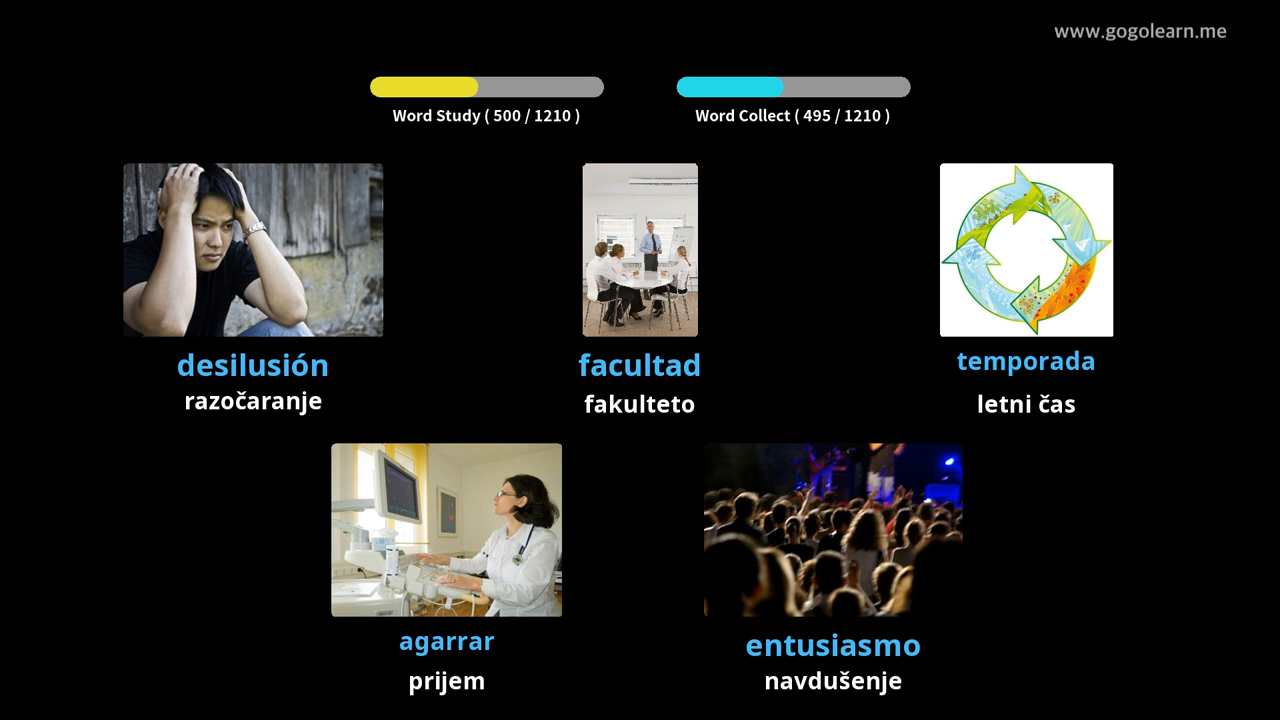 www.gogolearn.me
Word Study ( 500 / 1210 )
Word Collect ( 495 / 1210 )
desilusión
razočaranje
facultad
fakulteto
temporada
letni čas
agarrar
prijem
entusiasmo
navdušenje